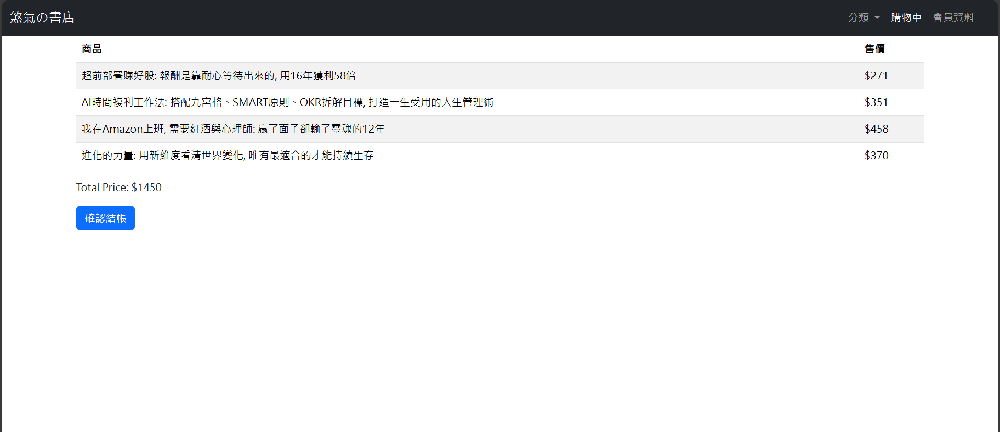 煞氣の書店 分類 購物車 會員資料
商品 售價
超前部署賺好股: 報酬是靠耐心等待出來的, 用16年獲利58倍 $271
AI時間複利工作法: 搭配九宮格、SMART原則、OKR拆解目標, 打造一生受用的人生管理術 $351
我在Amazon上班, 需要紅酒與心理師: 贏了面子卻輸了靈魂的12年 $458
進化的力量: 用新維度看清世界變化, 唯有最適合的才能持續生存 $370
Total Price: $1450
確認結帳